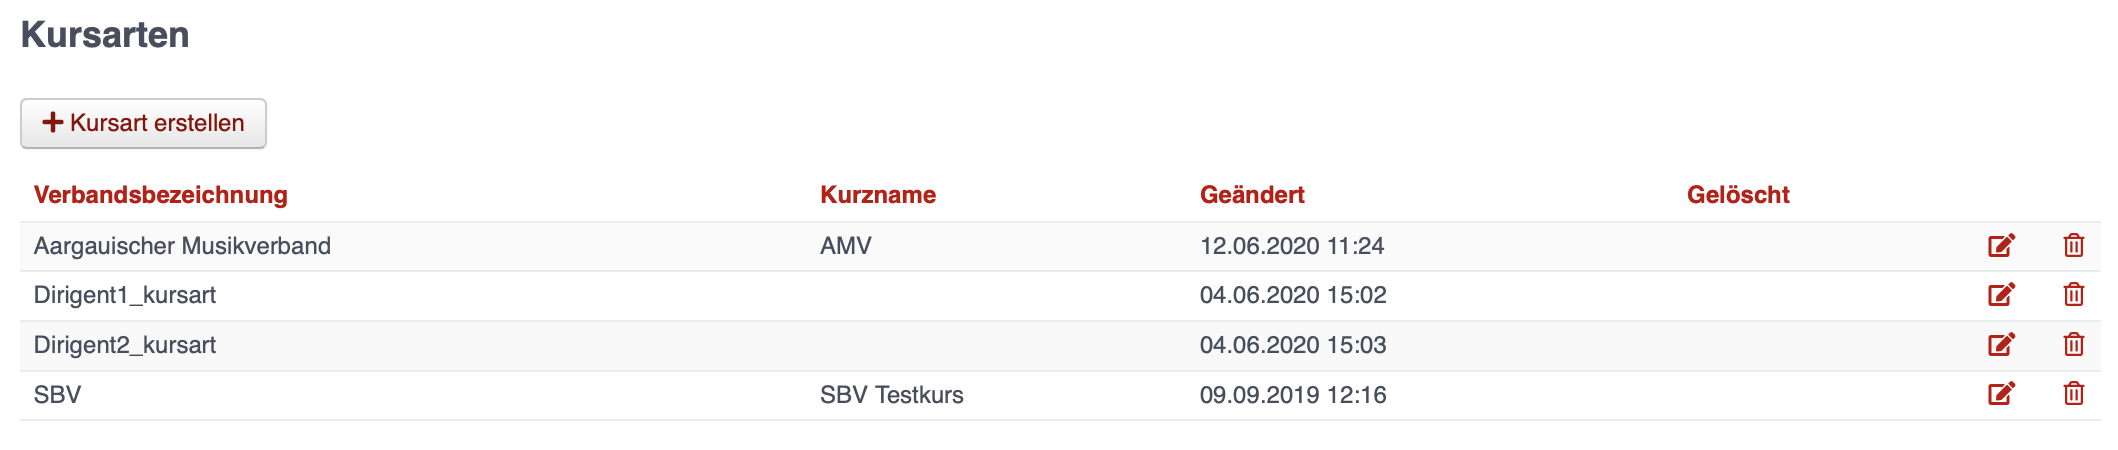 Kursarten
Kursart erstellen
Verbandsbezeichnung Kurzname Geändert Gelöscht
Aargauischer Musikverband AMV 12.06.2020 11:24
Dirigent1_kursart 04.06.2020 15:02
Dirigent2_kursart 04.06.2020 15:03
SBV SBV Testkurs 09.09.2019 12:16